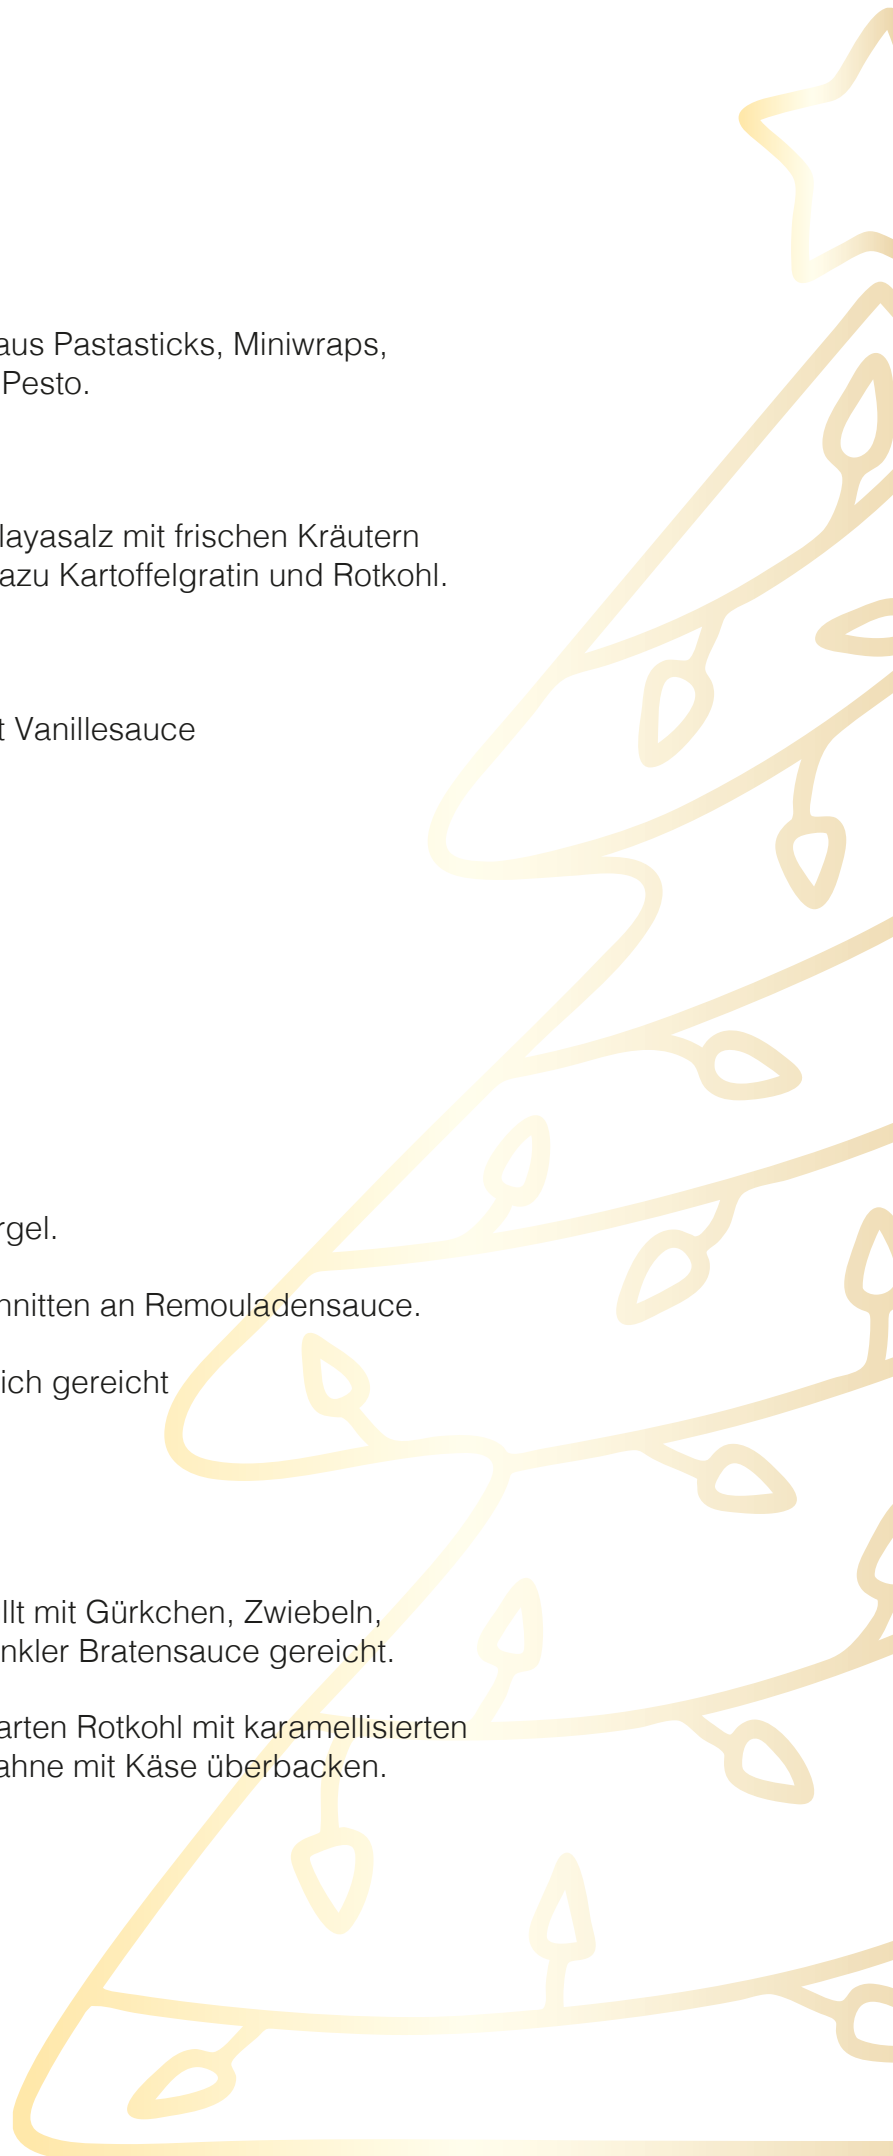 aus Pastasticks, Miniwraps,
Pesto.
layasalz mit frischen Kräutern
azu Kartoffelgratin und Rotkohl.
t Vanillesauce
rgel.
hnitten an Remouladensauce.
ich gereicht
llt mit Gürkchen, Zwiebeln,
nkler Bratensauce gereicht.
arten Rotkohl mit karamellisierten
ahne mit Käse überbacken.